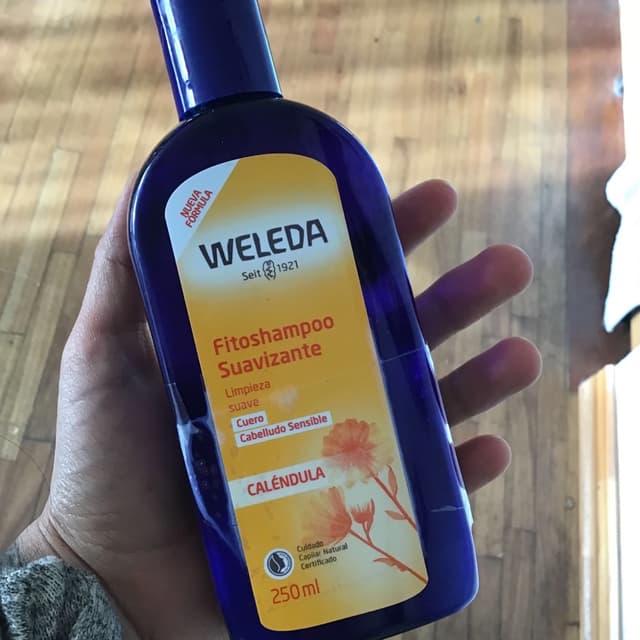 NUEVA
FÓRMULA
WELEDA
Seit 1921
Fitoshampoo
Suavizante
Limpieza
suave
Cuero
Cabelludo Sensible
CALÉNDULA
Cuidado
Capilar Natural
Certificado
250ml